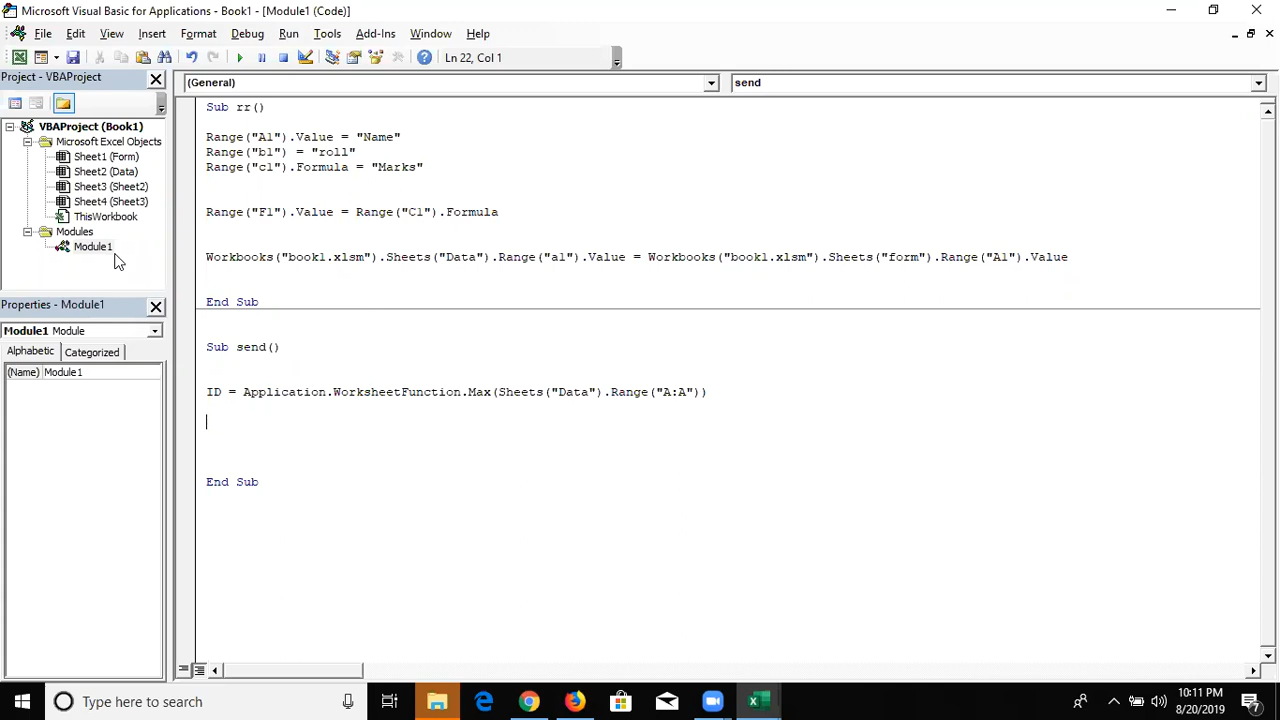 Microsoft Visual Basic for Applications - Book1 - [Module1 (Code)]
File Edit View Insert Format Debug Run Tools Add-Ins Window Help
Ln 22, Col 1
Project - VBAProject
(General)
send
VBAProject (Book1)
Microsoft Excel Objects
Sheet1 (Form)
Sheet2 (Data)
Sheet3 (Sheet2)
Sheet4 (Sheet3)
ThisWorkbook
Modules
Module1
Properties - Module1
Module1 Module
Alphabetic Categorized
(Name) Module1
Sub rr()
Range("A1").Value = "Name"
Range("b1") = "roll"
Range("c1").Formula = "Marks"
Range("F1").Value = Range("C1").Formula
Workbooks("book1.xlsm").Sheets("Data").Range("a1").Value = Workbooks("book1.xlsm").Sheets("form").Range("A1").Value
End Sub
Sub send()
ID = Application.WorksheetFunction.Max(Sheets("Data").Range("A:A"))
End Sub
Type here to search
10:11 PM
8/20/2019
7